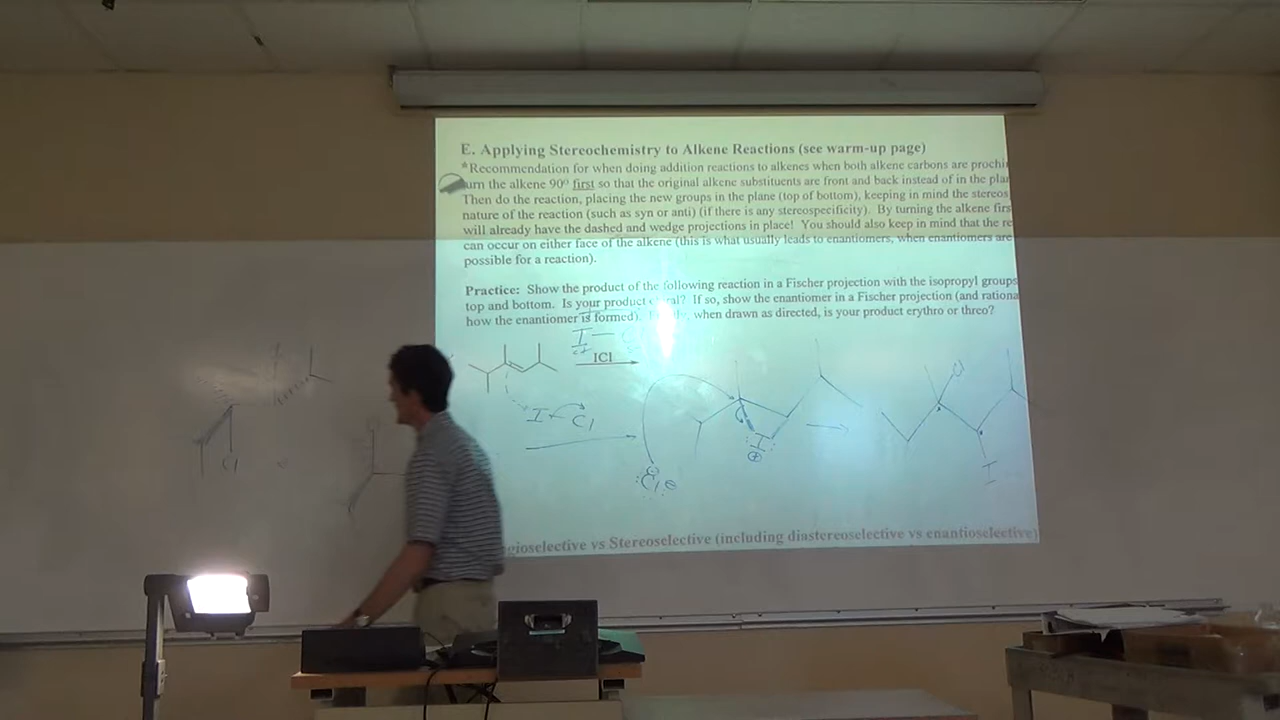 E. Applying Stereochemistry to Alkene Reactions (see warm-up page)
*Recommendation for when doing addition reactions to alkenes when both alkene carbons are prochi
urn the alkene 90° first so that the original alkene substituents are front and back instead of in the plan
Then do the reaction, placing the new groups in the plane (top of bottom), keeping in mind the stereos
nature of the reaction (such as syn or anti) (if there is any stereospecificity). By turning the alkene firs
will already have the dashed and wedge projections in place! You should also keep in mind that the re
can occur on either face of the alkene (this is what usually leads to enantiomers, when enantiomers are
possible for a reaction).
Practice: Show the product of the following reaction in a Fischer projection with the isopropyl groups
top and bottom. Is your product If so, show the enantiomer in a Fischer projection (and rationa
how the enantiomer is formed). when drawn as directed, is your product erythro or threo?
I
ICl
I Cl
Cl
I
⊕
Cl
I
Cl
gioselective vs Stereoselective (including diastereoselective vs enantioselective)